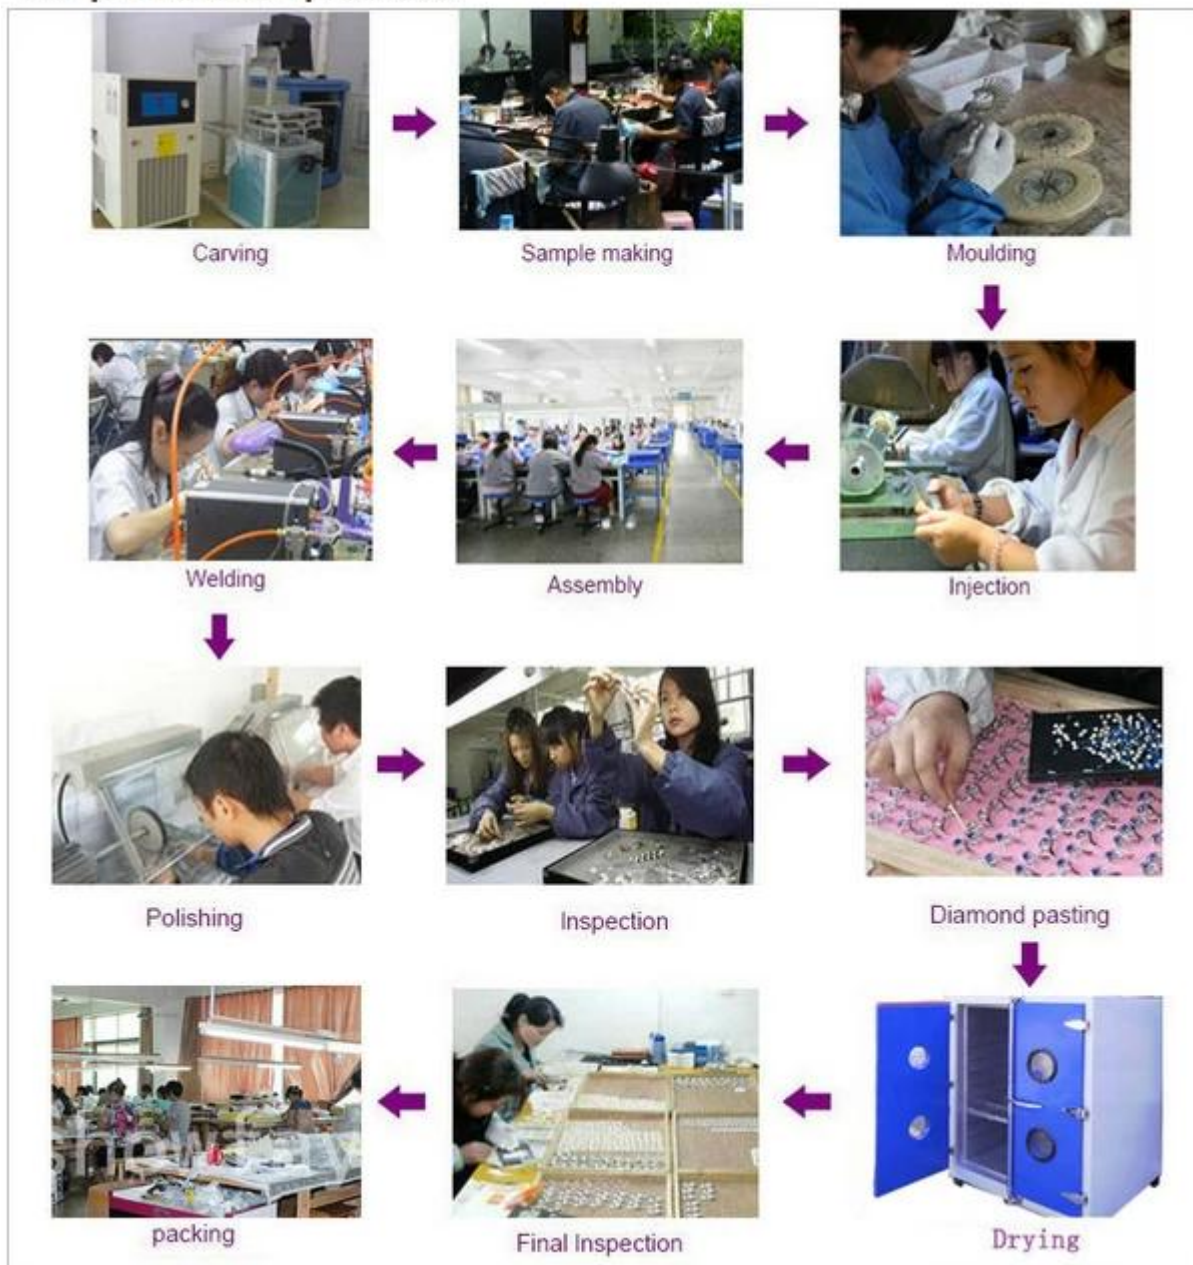 Carving
Sample making
Moulding
Injection
Assembly
Welding
Polishing
Inspection
Diamond pasting
Drying
Final Inspection
packing